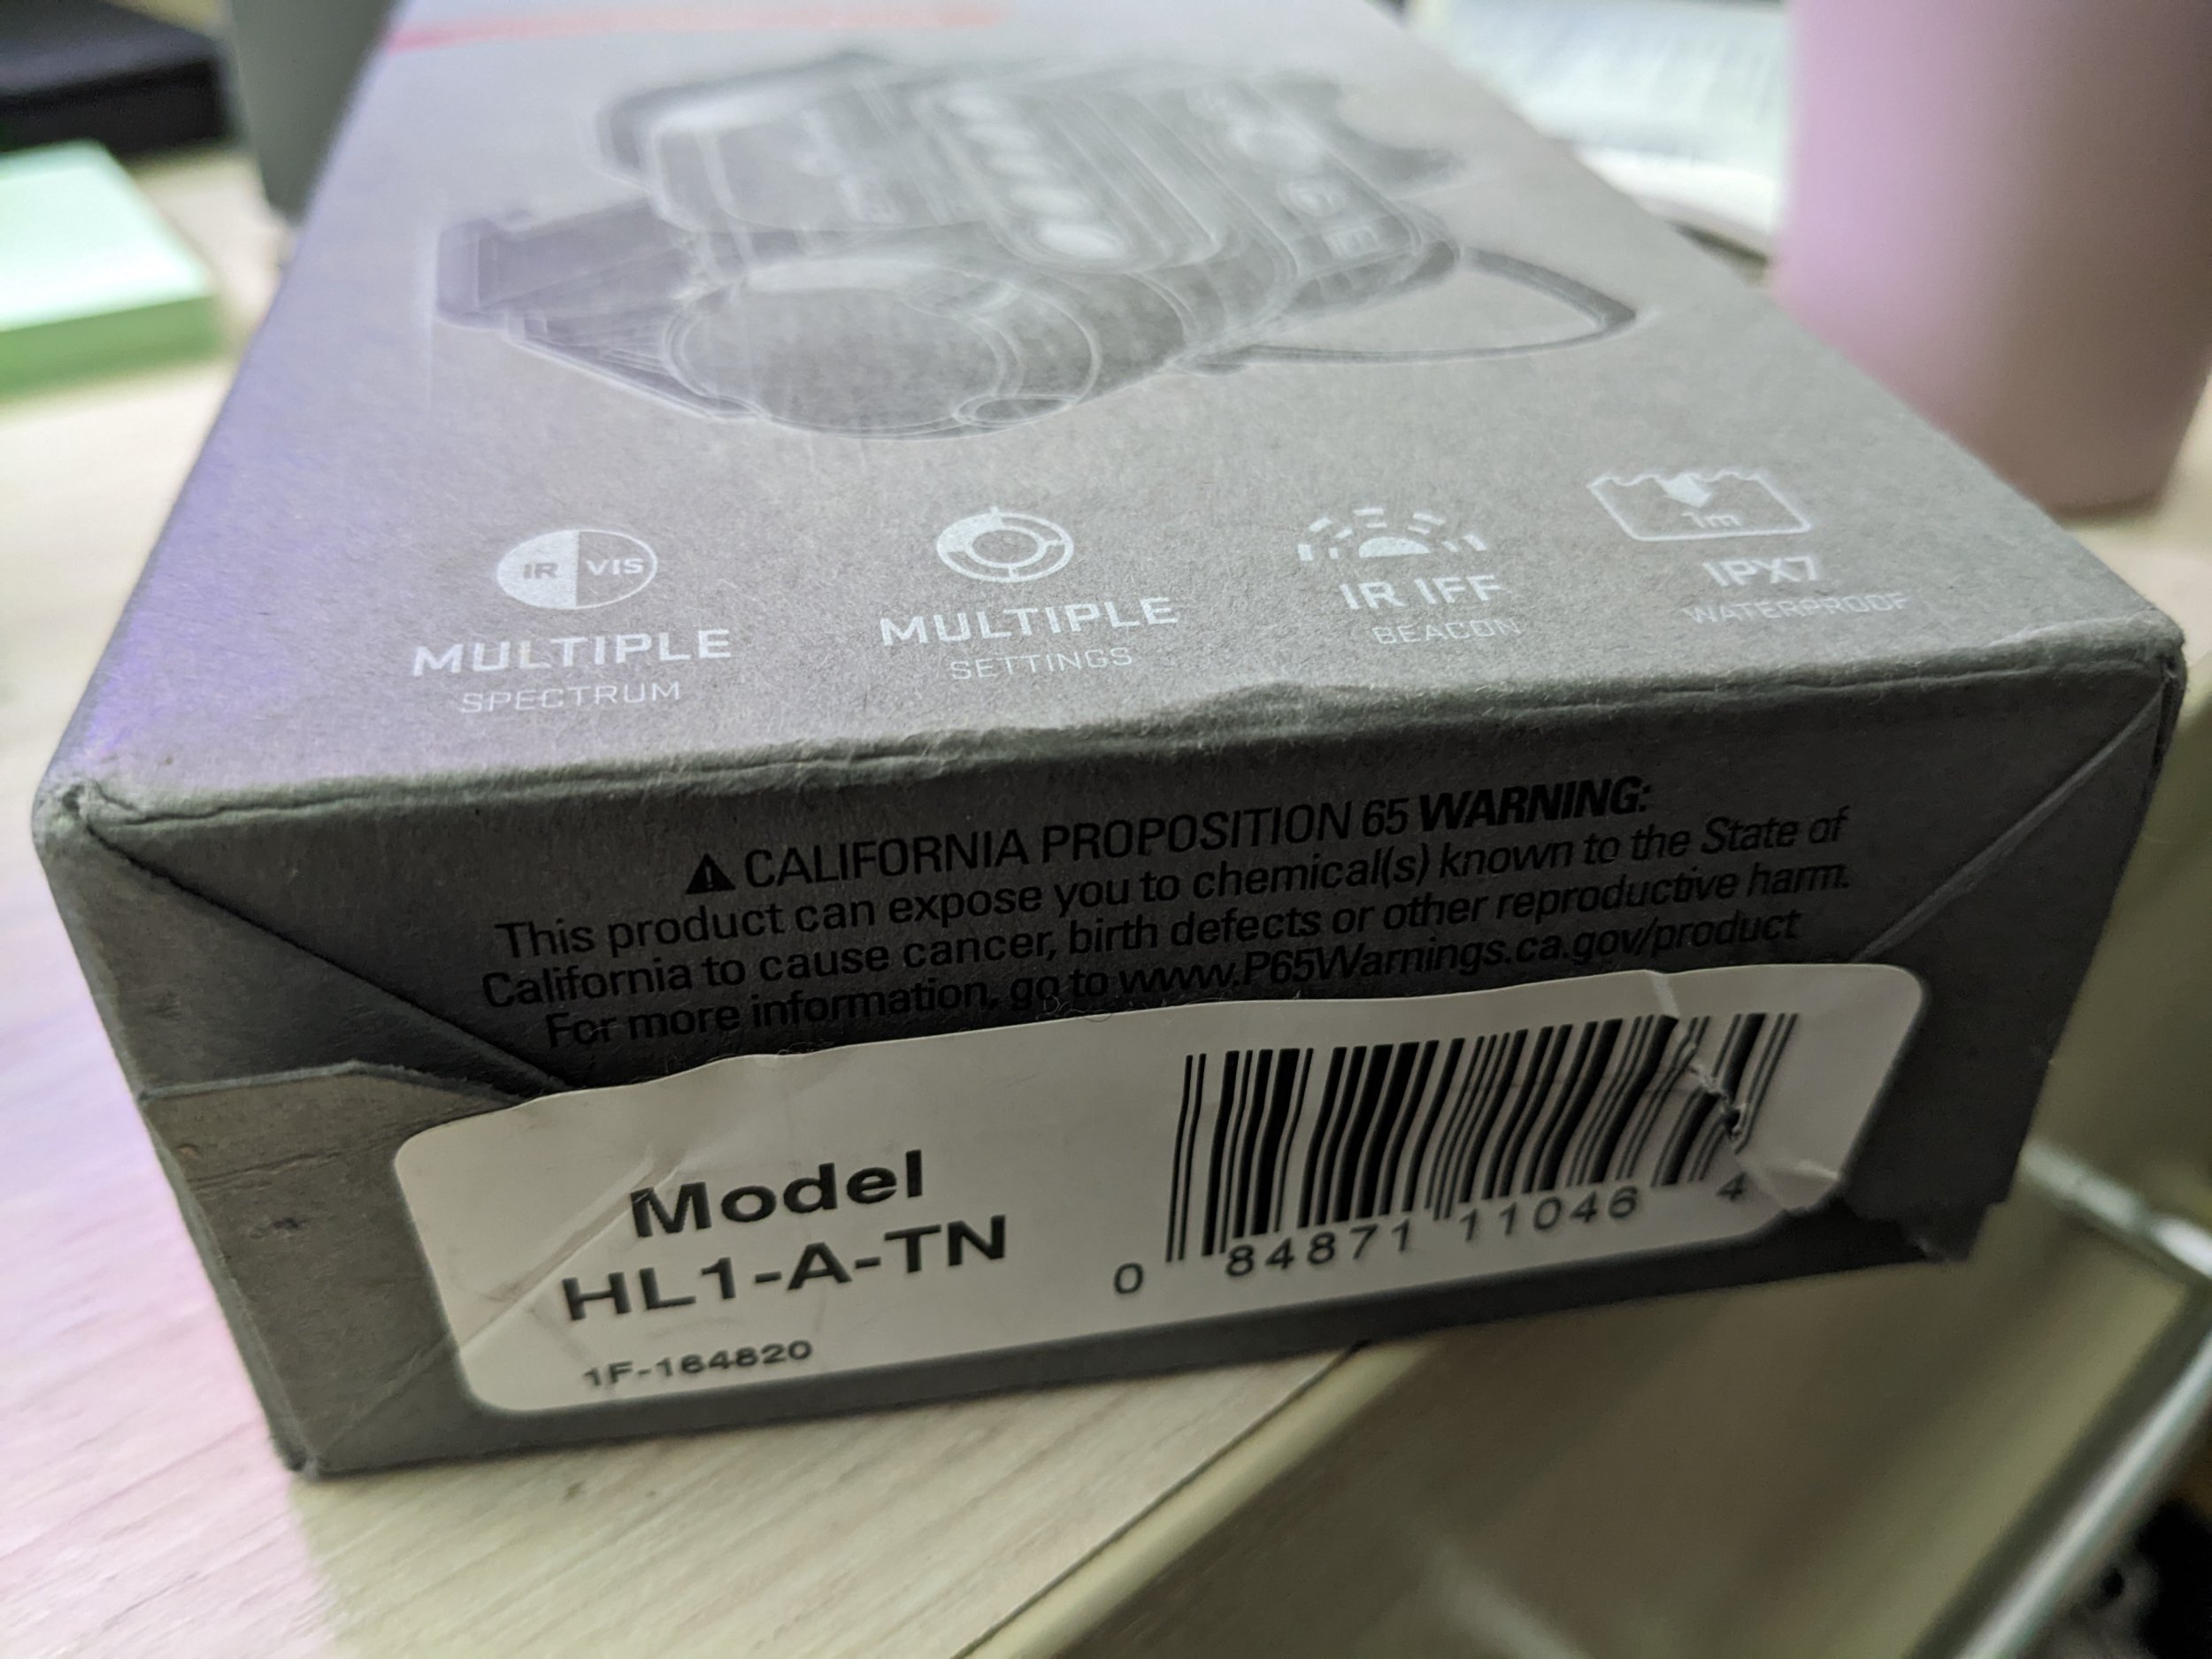 IR VIS
MULTIPLE
SPECTRUM
MULTIPLE
SETTINGS
IR IFF
BEACON
1m
IPX7
WATERPROOF
⚠ CALIFORNIA PROPOSITION 65 WARNING:
This product can expose you to chemical(s) known to the State of
California to cause cancer, birth defects or other reproductive harm.
For more information, go to www.P65Warnings.ca.gov/product
Model
HL1-A-TN
1F-164820
0 84871 11046 4